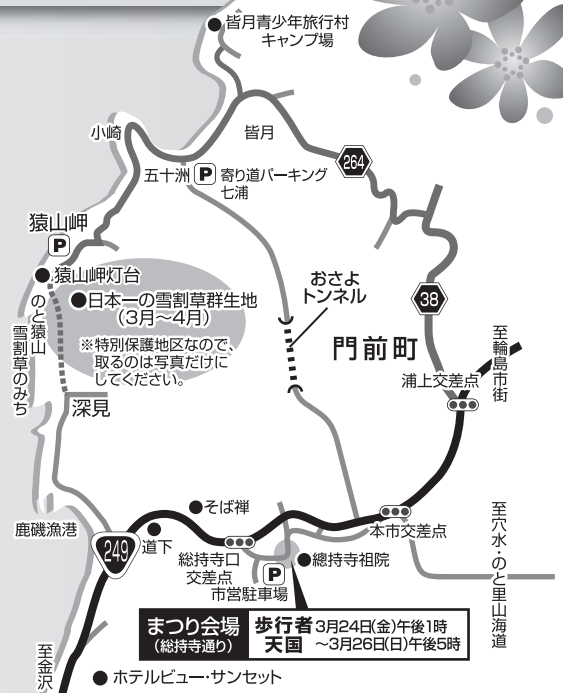 皆月青少年旅行村
キャンプ場
小崎
皆月
264
五十洲
P
寄り道パーキング
七浦
猿山岬
P
猿山岬灯台
日本一の雪割草群生地
(3月〜4月)
※特別保護地区なので、
取るのは写真だけに
してください。
のと猿山
雪割草のみち
おさよ
トンネル
38
門前町
至輪島市街
浦上交差点
深見
そば禅
鹿磯漁港
249
道下
総持寺口
交差点
本市交差点
總持寺祖院
P
市営駐車場
至穴水・のと里山海道
まつり会場
(総持寺通り)
歩行者
天国
3月24日(金)午後1時
〜3月26日(日)午後5時
至金沢
ホテルビュー・サンセット